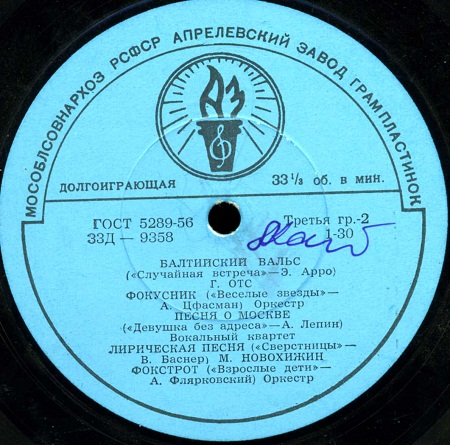 МОСОБЛСОВНАРХОЗ РСФСР АПРЕЛЕВСКИЙ ЗАВОД ГРАМПЛАСТИНОК
АЗ
ДОЛГОИГРАЮЩАЯ 33⅓ об. в мин.
ГОСТ 5289-56 Третья гр.-2
33Д — 9358 1-30
БАЛТИЙСКИЙ ВАЛЬС
(«Случайная встреча»—Э. Арро)
Г. ОТС
ФОКУСНИК («Веселые звезды»—
А. Цфасман) Оркестр
ПЕСНЯ О МОСКВЕ
(«Девушка без адреса»—А. Лепин)
Вокальный квартет
ЛИРИЧЕСКАЯ ПЕСНЯ («Сверстницы»—
В. Баснер) М. НОВОХИЖИН
ФОКСТРОТ («Взрослые дети»—
А. Флярковский) Оркестр